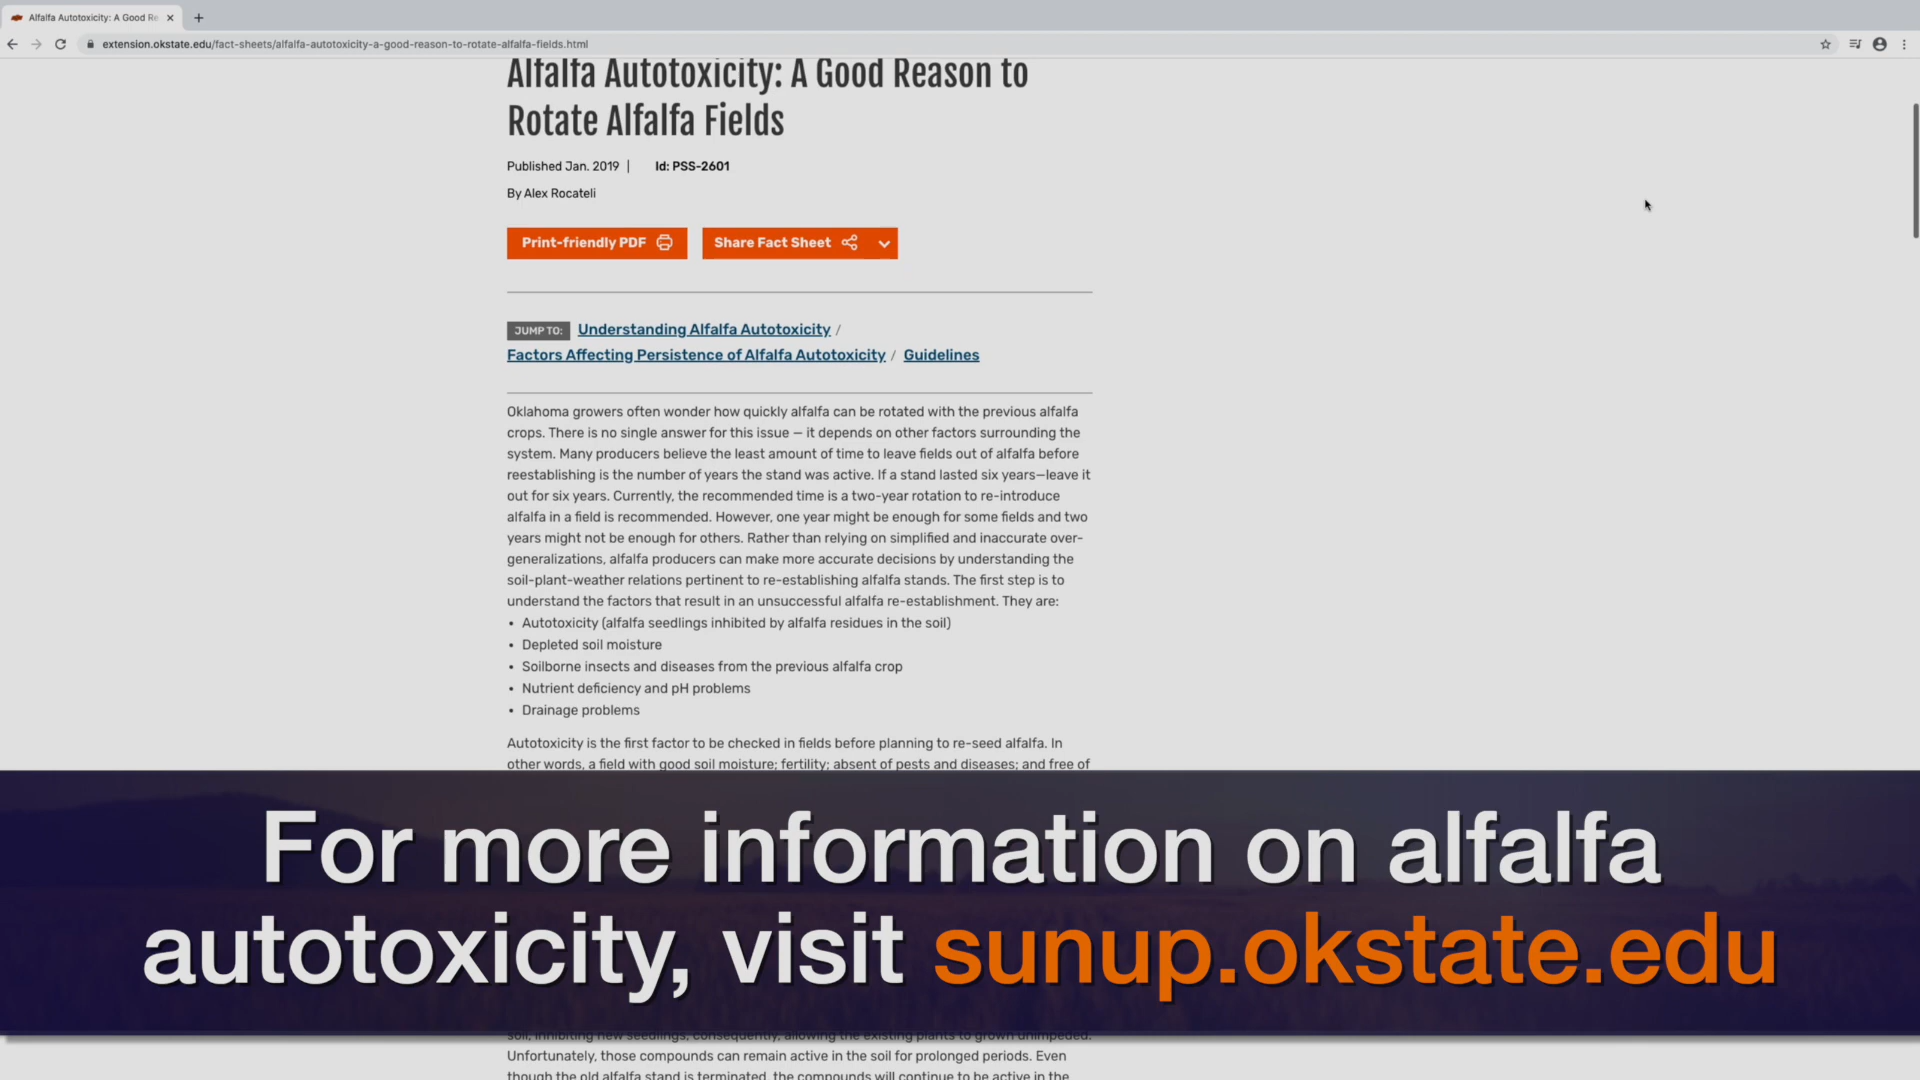 Alfalfa Autotoxicity: A Good Re
extension.okstate.edu/fact-sheets/alfalfa-autotoxicity-a-good-reason-to-rotate-alfalfa-fields.html
Alfalfa Autotoxicity: A Good Reason to
Rotate Alfalfa Fields
Published Jan. 2019 | Id: PSS-2601
By Alex Rocateli
Print-friendly PDF
Share Fact Sheet
JUMP TO: Understanding Alfalfa Autotoxicity /
Factors Affecting Persistence of Alfalfa Autotoxicity / Guidelines
Oklahoma growers often wonder how quickly alfalfa can be rotated with the previous alfalfa
crops. There is no single answer for this issue — it depends on other factors surrounding the
system. Many producers believe the least amount of time to leave fields out of alfalfa before
reestablishing is the number of years the stand was active. If a stand lasted six years—leave it
out for six years. Currently, the recommended time is a two-year rotation to re-introduce
alfalfa in a field is recommended. However, one year might be enough for some fields and two
years might not be enough for others. Rather than relying on simplified and inaccurate over-
generalizations, alfalfa producers can make more accurate decisions by understanding the
soil-plant-weather relations pertinent to re-establishing alfalfa stands. The first step is to
understand the factors that result in an unsuccessful alfalfa re-establishment. They are:
• Autotoxicity (alfalfa seedlings inhibited by alfalfa residues in the soil)
• Depleted soil moisture
• Soilborne insects and diseases from the previous alfalfa crop
• Nutrient deficiency and pH problems
• Drainage problems
Autotoxicity is the first factor to be checked in fields before planning to re-seed alfalfa. In
other words, a field with good soil moisture; fertility; absent of pests and diseases; and free of
For more information on alfalfa
autotoxicity, visit sunup.okstate.edu
soil, inhibiting new seedlings, consequently, allowing the existing plants to grown unimpeded.
Unfortunately, those compounds can remain active in the soil for prolonged periods. Even
though the old alfalfa stand is terminated, the compounds will continue to be active in the